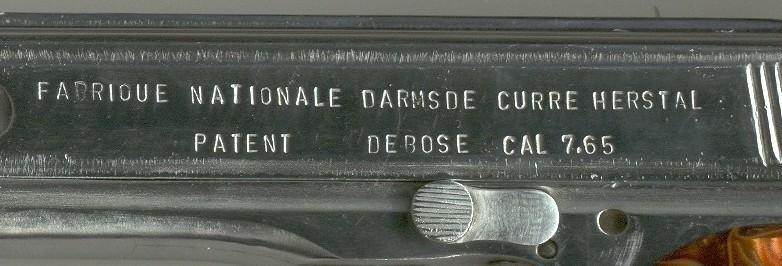 FABRIQUE NATIONALE DARMSDE CURRE HERSTAL
PATENT DEBOSE CAL 7.65